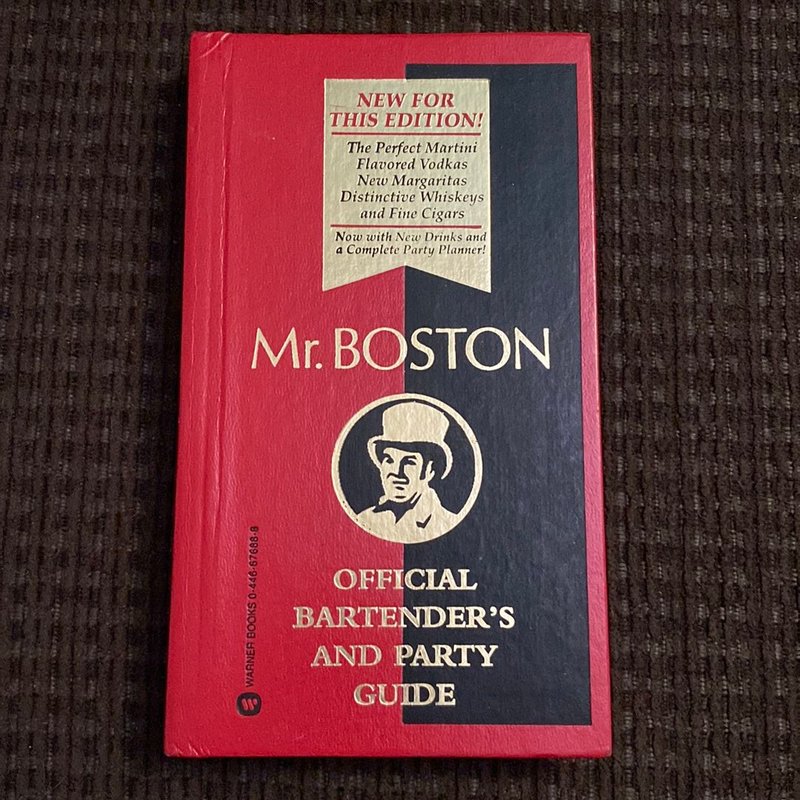 NEW FOR
THIS EDITION!
The Perfect Martini
Flavored Vodkas
New Margaritas
Distinctive Whiskeys
and Fine Cigars
Now with New Drinks and
a Complete Party Planner!
Mr. BOSTON
OFFICIAL
BARTENDER'S
AND PARTY
GUIDE
WARNER BOOKS 0-446-67688-8